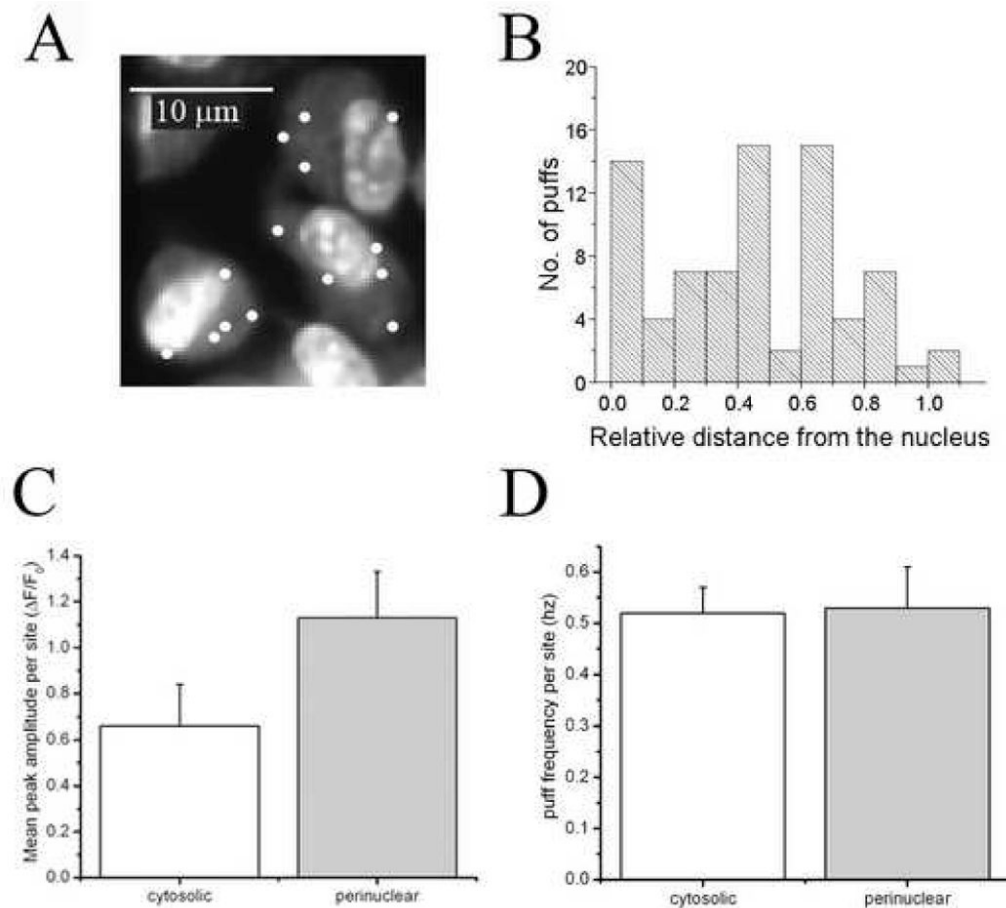 A
10 µm
B
20
16
12
8
4
0
No. of puffs
0.0 0.2 0.4 0.6 0.8 1.0
Relative distance from the nucleus
C
1.4
1.2
1.0
0.8
0.6
0.4
0.2
0.0
Mean peak amplitude per site (ΔF/F₀)
cytosolic perinuclear
D
0.6
0.5
0.4
0.3
0.2
0.1
0.0
puff frequency per site (hz)
cytosolic perinuclear